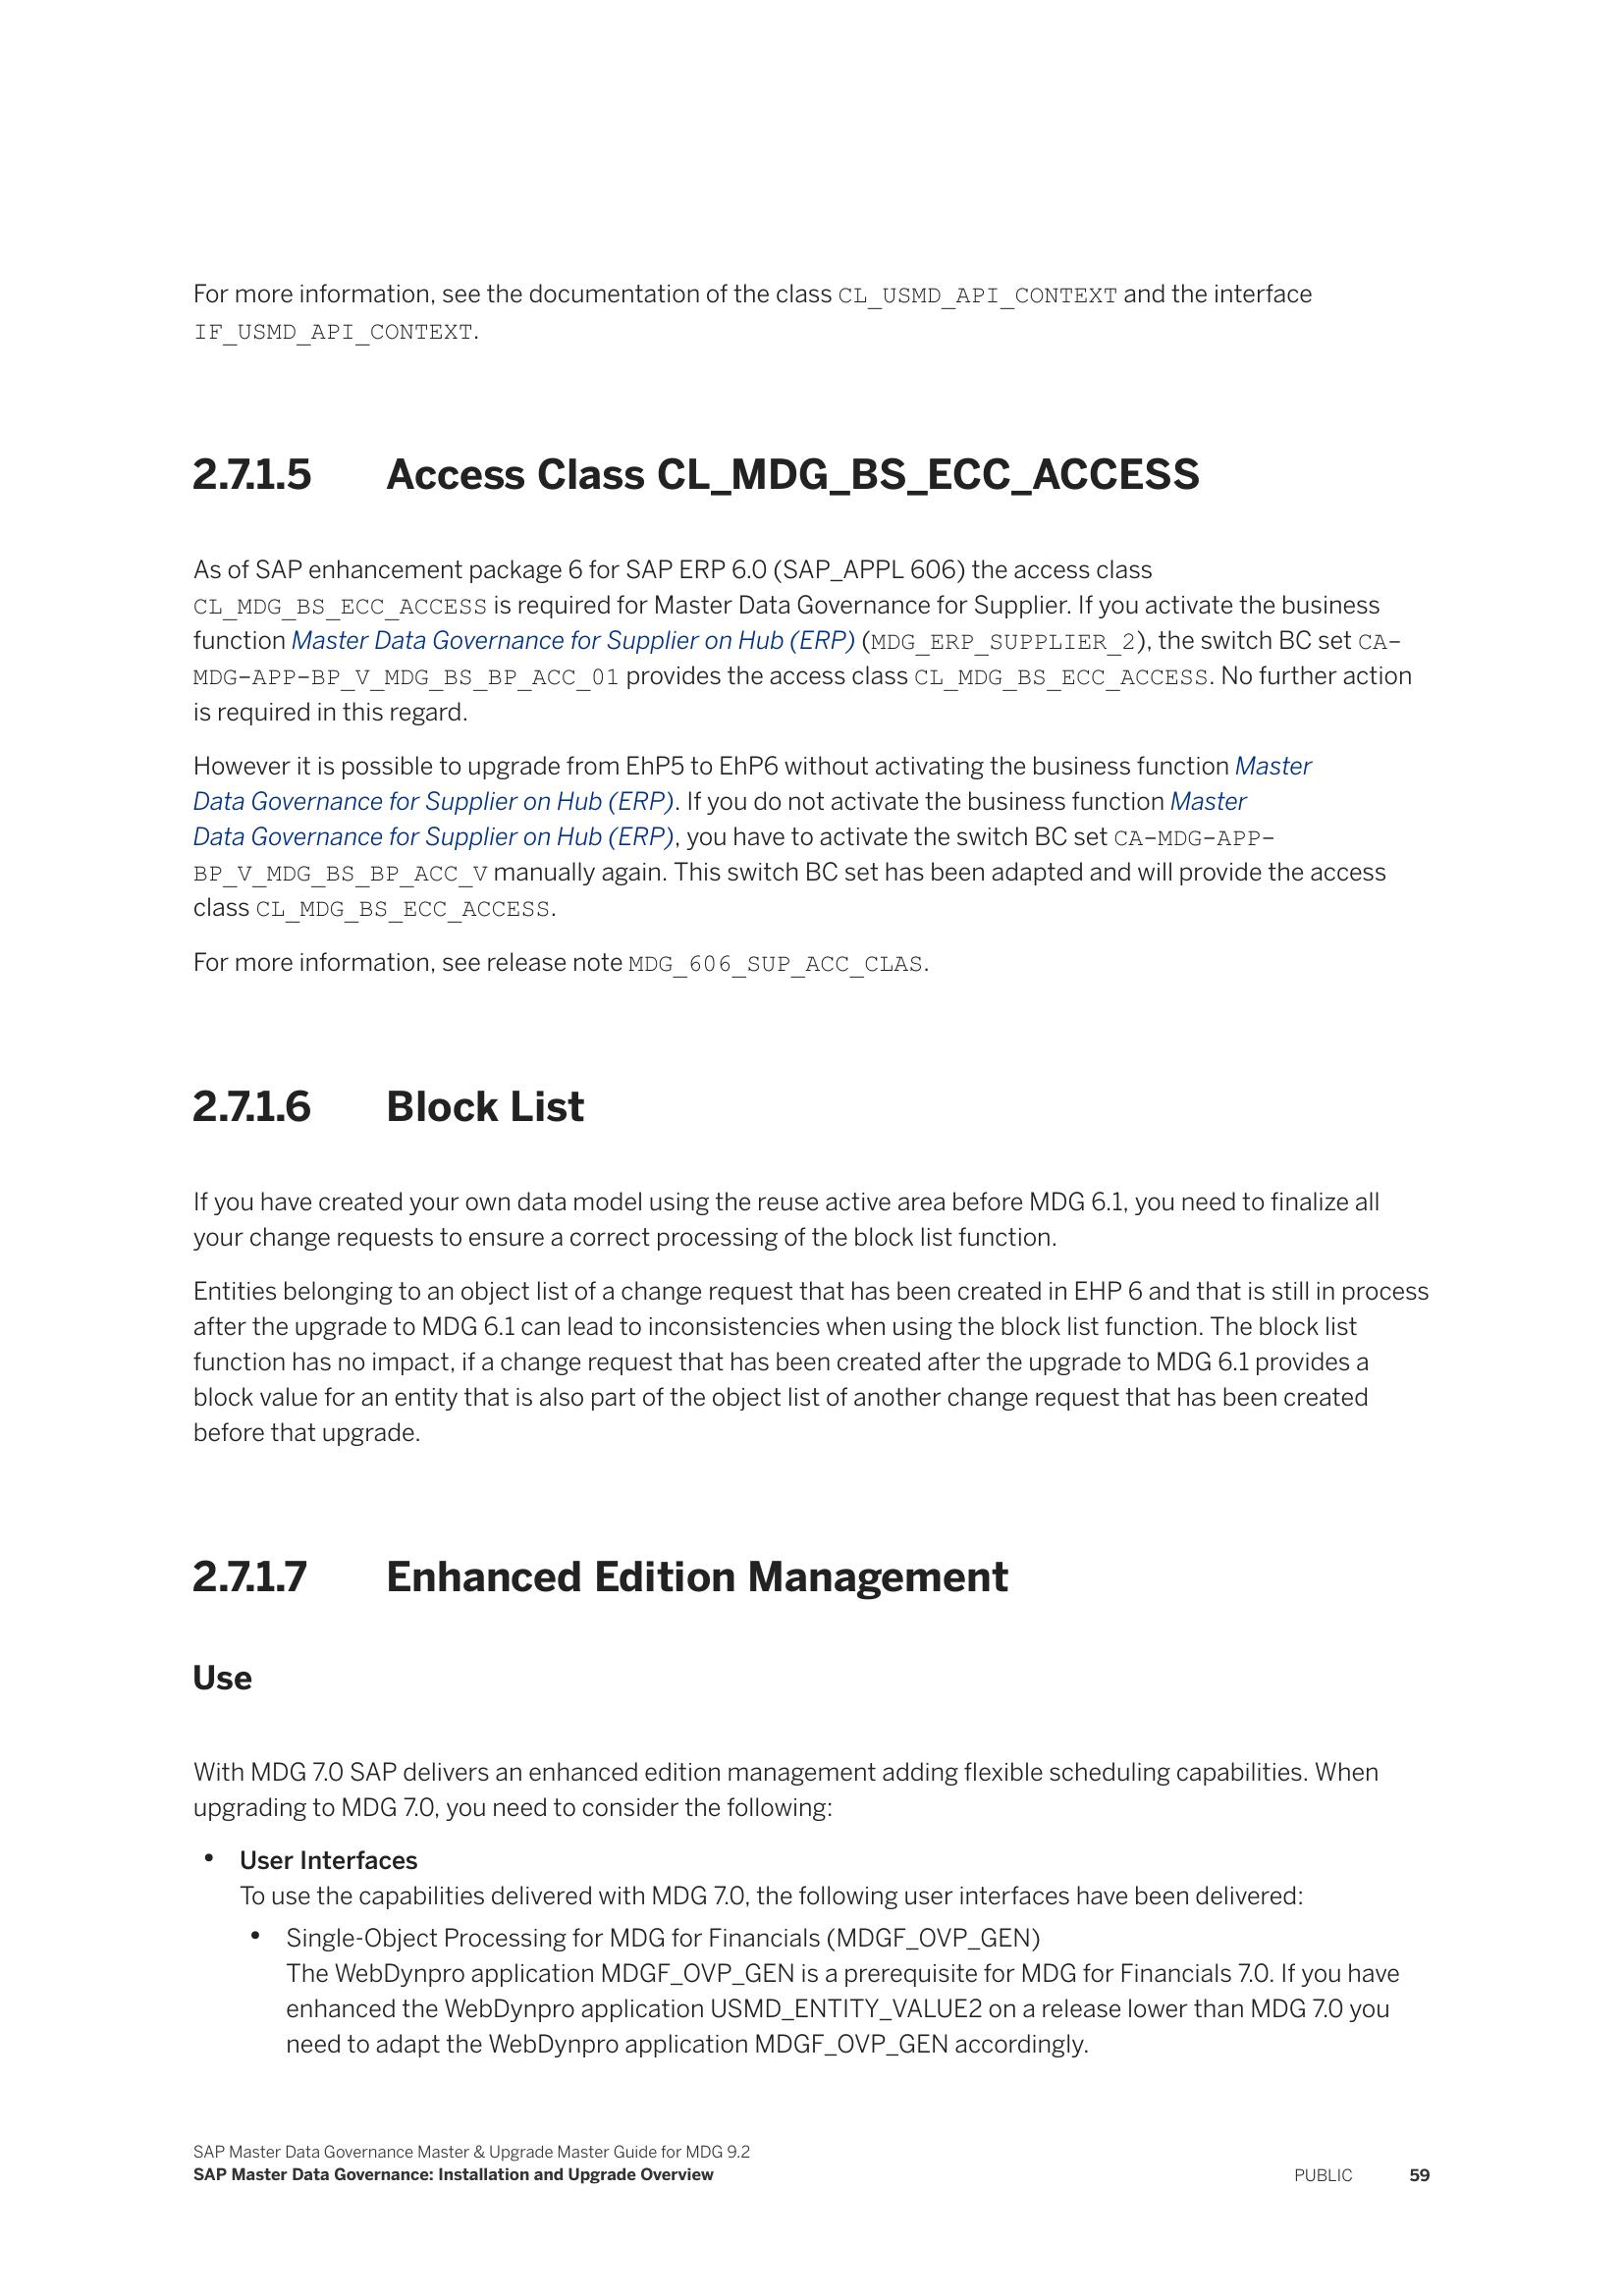 For more information, see the documentation of the class CL_USMD_API_CONTEXT and the interface
IF_USMD_API_CONTEXT.
2.7.1.5 Access Class CL_MDG_BS_ECC_ACCESS
As of SAP enhancement package 6 for SAP ERP 6.0 (SAP_APPL 606) the access class
CL_MDG_BS_ECC_ACCESS is required for Master Data Governance for Supplier. If you activate the business
function Master Data Governance for Supplier on Hub (ERP) (MDG_ERP_SUPPLIER_2), the switch BC set CA-
MDG-APP-BP_V_MDG_BS_BP_ACC_01 provides the access class CL_MDG_BS_ECC_ACCESS. No further action
is required in this regard.
However it is possible to upgrade from EhP5 to EhP6 without activating the business function Master
Data Governance for Supplier on Hub (ERP). If you do not activate the business function Master
Data Governance for Supplier on Hub (ERP), you have to activate the switch BC set CA-MDG-APP-
BP_V_MDG_BS_BP_ACC_V manually again. This switch BC set has been adapted and will provide the access
class CL_MDG_BS_ECC_ACCESS.
For more information, see release note MDG_606_SUP_ACC_CLAS.
2.7.1.6 Block List
If you have created your own data model using the reuse active area before MDG 6.1, you need to finalize all
your change requests to ensure a correct processing of the block list function.
Entities belonging to an object list of a change request that has been created in EHP 6 and that is still in process
after the upgrade to MDG 6.1 can lead to inconsistencies when using the block list function. The block list
function has no impact, if a change request that has been created after the upgrade to MDG 6.1 provides a
block value for an entity that is also part of the object list of another change request that has been created
before that upgrade.
2.7.1.7 Enhanced Edition Management
Use
With MDG 7.0 SAP delivers an enhanced edition management adding flexible scheduling capabilities. When
upgrading to MDG 7.0, you need to consider the following:
• User Interfaces
To use the capabilities delivered with MDG 7.0, the following user interfaces have been delivered:
• Single-Object Processing for MDG for Financials (MDGF_OVP_GEN)
The WebDynpro application MDGF_OVP_GEN is a prerequisite for MDG for Financials 7.0. If you have
enhanced the WebDynpro application USMD_ENTITY_VALUE2 on a release lower than MDG 7.0 you
need to adapt the WebDynpro application MDGF_OVP_GEN accordingly.
SAP Master Data Governance Master & Upgrade Master Guide for MDG 9.2
SAP Master Data Governance: Installation and Upgrade Overview PUBLIC 59